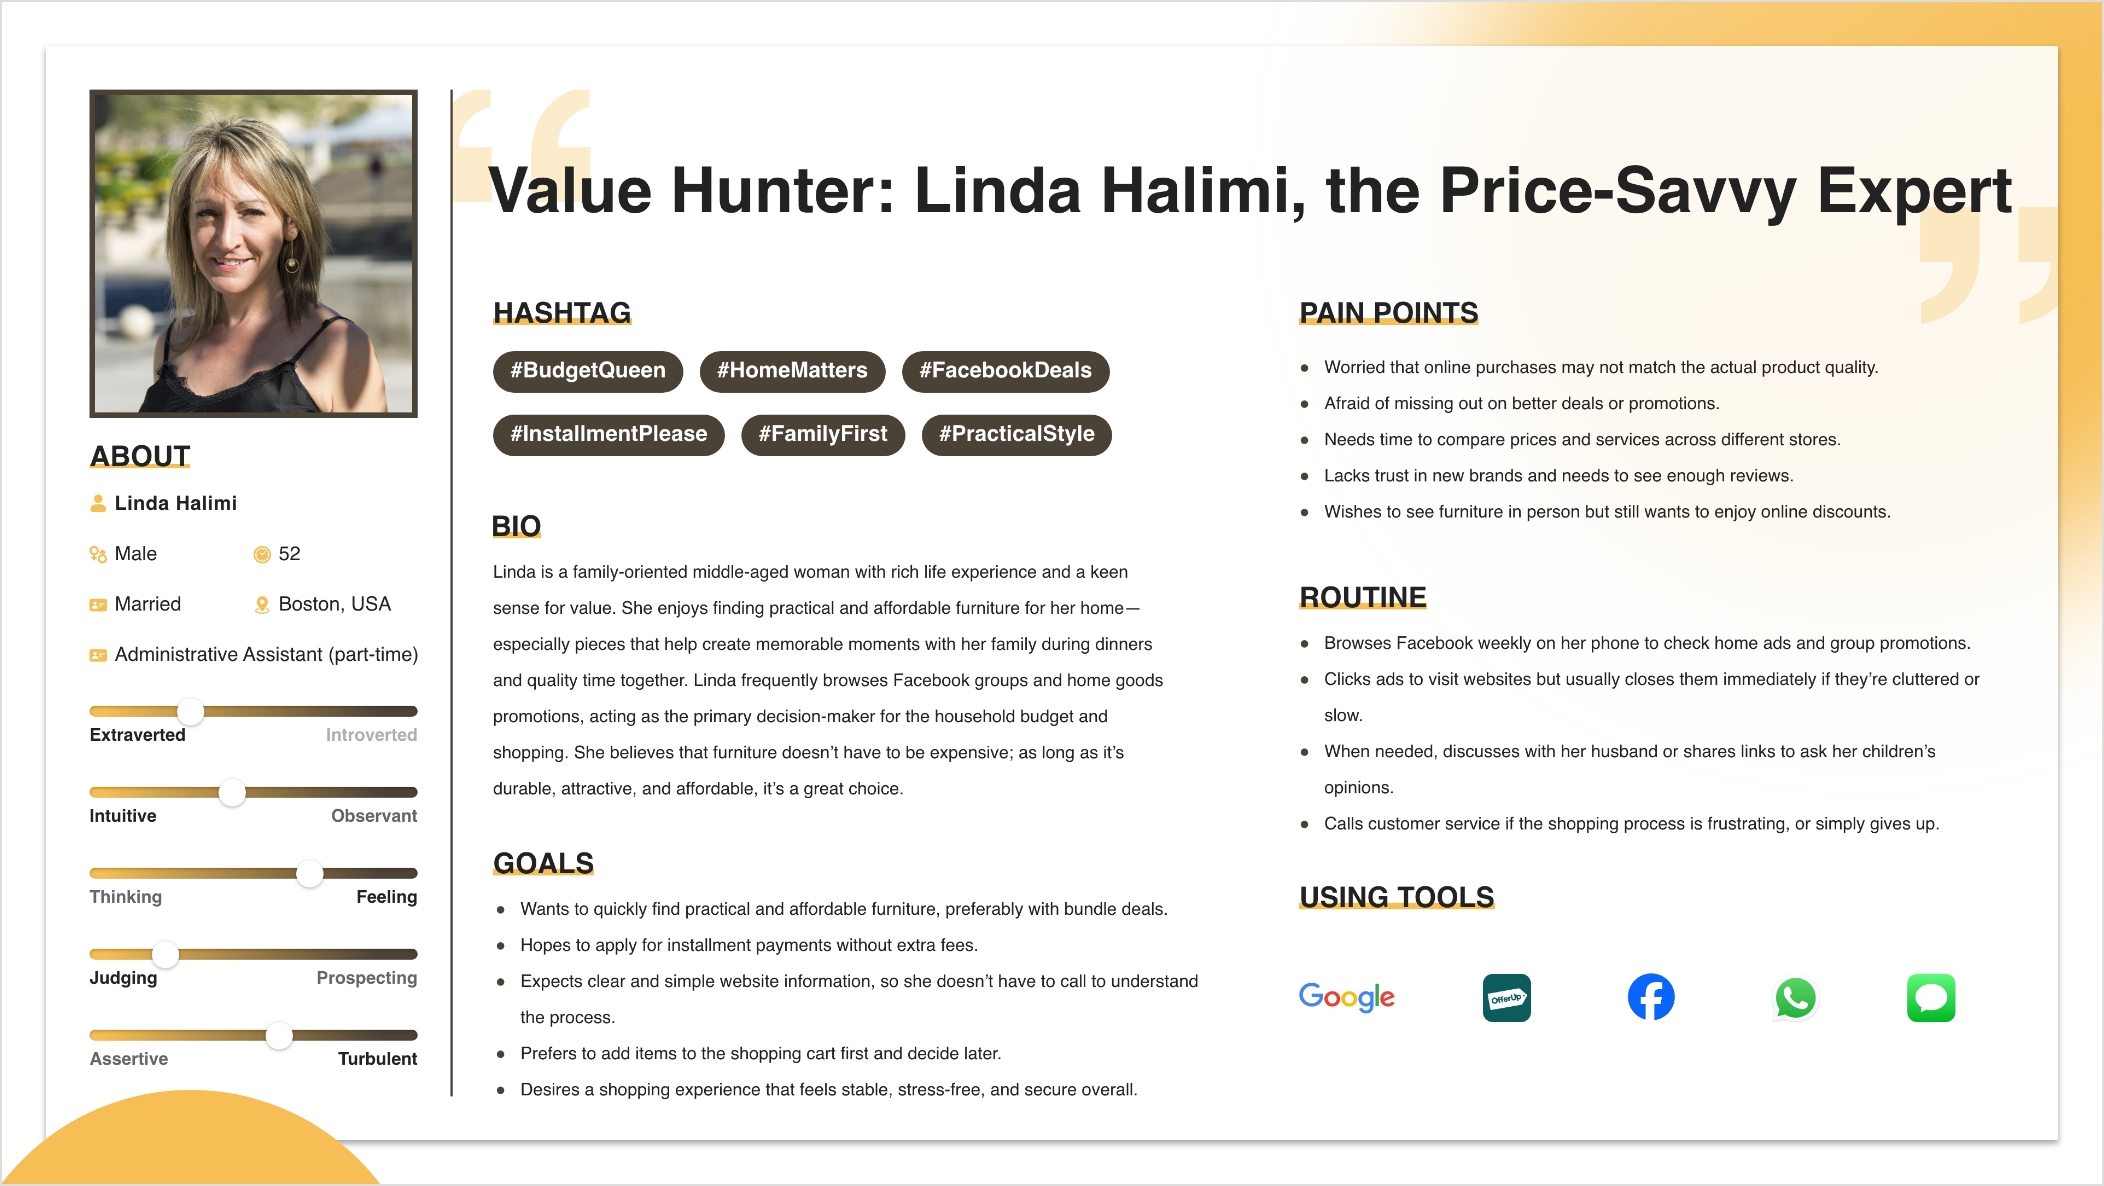 “
Value Hunter: Linda Halimi, the Price-Savvy Expert
”
ABOUT
Linda Halimi
Male
52
Married
Boston, USA
Administrative Assistant (part-time)
Extraverted
Introverted
Intuitive
Observant
Thinking
Feeling
Judging
Prospecting
Assertive
Turbulent
HASHTAG
#BudgetQueen
#HomeMatters
#FacebookDeals
#InstallmentPlease
#FamilyFirst
#PracticalStyle
BIO
Linda is a family-oriented middle-aged woman with rich life experience and a keen
sense for value. She enjoys finding practical and affordable furniture for her home—
especially pieces that help create memorable moments with her family during dinners
and quality time together. Linda frequently browses Facebook groups and home goods
promotions, acting as the primary decision-maker for the household budget and
shopping. She believes that furniture doesn’t have to be expensive; as long as it’s
durable, attractive, and affordable, it’s a great choice.
GOALS
● Wants to quickly find practical and affordable furniture, preferably with bundle deals.
● Hopes to apply for installment payments without extra fees.
● Expects clear and simple website information, so she doesn’t have to call to understand
the process.
● Prefers to add items to the shopping cart first and decide later.
● Desires a shopping experience that feels stable, stress-free, and secure overall.
PAIN POINTS
● Worried that online purchases may not match the actual product quality.
● Afraid of missing out on better deals or promotions.
● Needs time to compare prices and services across different stores.
● Lacks trust in new brands and needs to see enough reviews.
● Wishes to see furniture in person but still wants to enjoy online discounts.
ROUTINE
● Browses Facebook weekly on her phone to check home ads and group promotions.
● Clicks ads to visit websites but usually closes them immediately if they’re cluttered or
slow.
● When needed, discusses with her husband or shares links to ask her children’s
opinions.
● Calls customer service if the shopping process is frustrating, or simply gives up.
USING TOOLS
Google
OfferUp